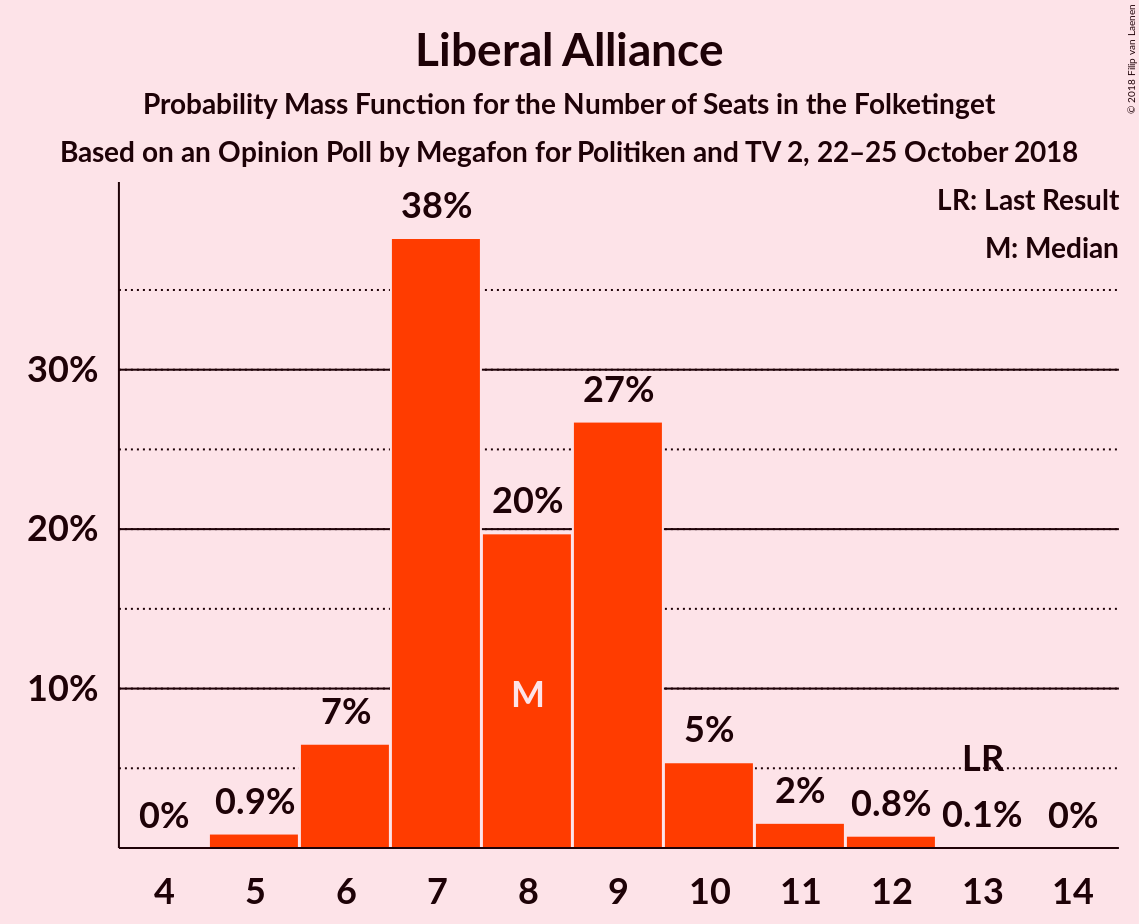 Liberal Alliance
Probability Mass Function for the Number of Seats in the Folketinget
Based on an Opinion Poll by Megafon for Politiken and TV 2, 22–25 October 2018
© 2018 Filip van Laenen
LR: Last Result
M: Median
38%
30%
27%
20%
20%
10%
M
7%
5%
LR
0%
0.9%
2%
0.8%
0.1%
0%
4 5 6 7 8 9 10 11 12 13 14